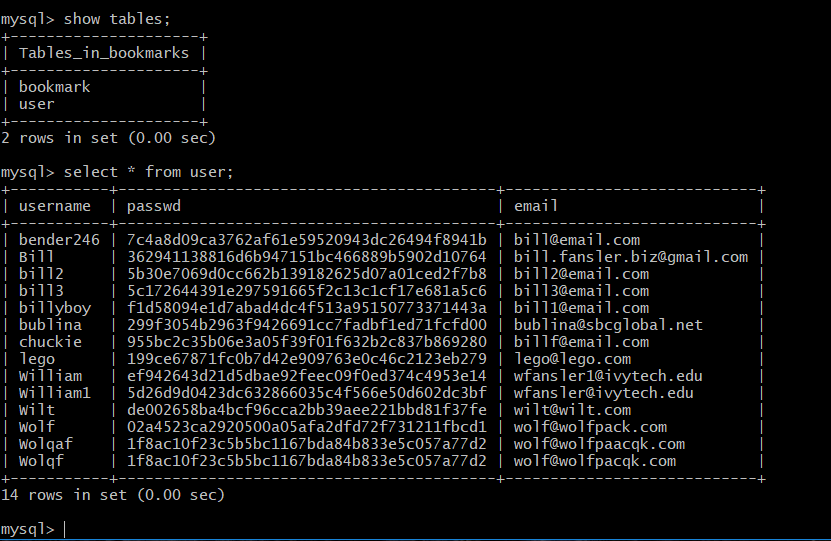 mysql> show tables;
+---------------------+
| Tables_in_bookmarks |
+---------------------+
| bookmark            |
| user                |
+---------------------+
2 rows in set (0.00 sec)

mysql> select * from user;
+-----------+------------------------------------------+----------------------------+
| username  | passwd                                   | email                      |
+-----------+------------------------------------------+----------------------------+
| bender246 | 7c4a8d09ca3762af61e59520943dc26494f8941b | bill@email.com             |
| Bill      | 362941138816d6b947151bc466889b5902d10764 | bill.fansler.biz@gmail.com |
| bill2     | 5b30e7069d0cc662b139182625d07a01ced2f7b8 | bill2@email.com            |
| bill3     | 5c172644391e297591665f2c13c1cf17e681a5c6 | bill3@email.com            |
| billyboy  | f1d58094e1d7abad4dc4f513a95150773371443a | bill1@email.com            |
| bublina   | 299f3054b2963f9426691cc7fadbf1ed71fcfd00 | bublina@sbcglobal.net      |
| chuckie   | 955bc2c35b06e3a05f39f01f632b2c837b869280 | billf@email.com            |
| lego      | 199ce67871fc0b7d42e909763e0c46c2123eb279 | lego@lego.com              |
| William   | ef942643d21d5dbae92feec09f0ed374c4953e14 | wfansler1@ivytech.edu      |
| William1  | 5d26d9d0423dc632866035c4f566e50d602dc3bf | wfansler@ivytech.edu       |
| Wilt      | de002658ba4bcf96cca2bb39aee221bbd81f37fe | wilt@wilt.com              |
| Wolf      | 02a4523ca2920500a05afa2dfd72f731211fbcd1 | wolf@wolfpack.com          |
| Wolqaf    | 1f8ac10f23c5b5bc1167bda84b833e5c057a77d2 | wolf@wolfpaacqk.com        |
| Wolqf     | 1f8ac10f23c5b5bc1167bda84b833e5c057a77d2 | wolf@wolfpacqk.com         |
+-----------+------------------------------------------+----------------------------+
14 rows in set (0.00 sec)

mysql>